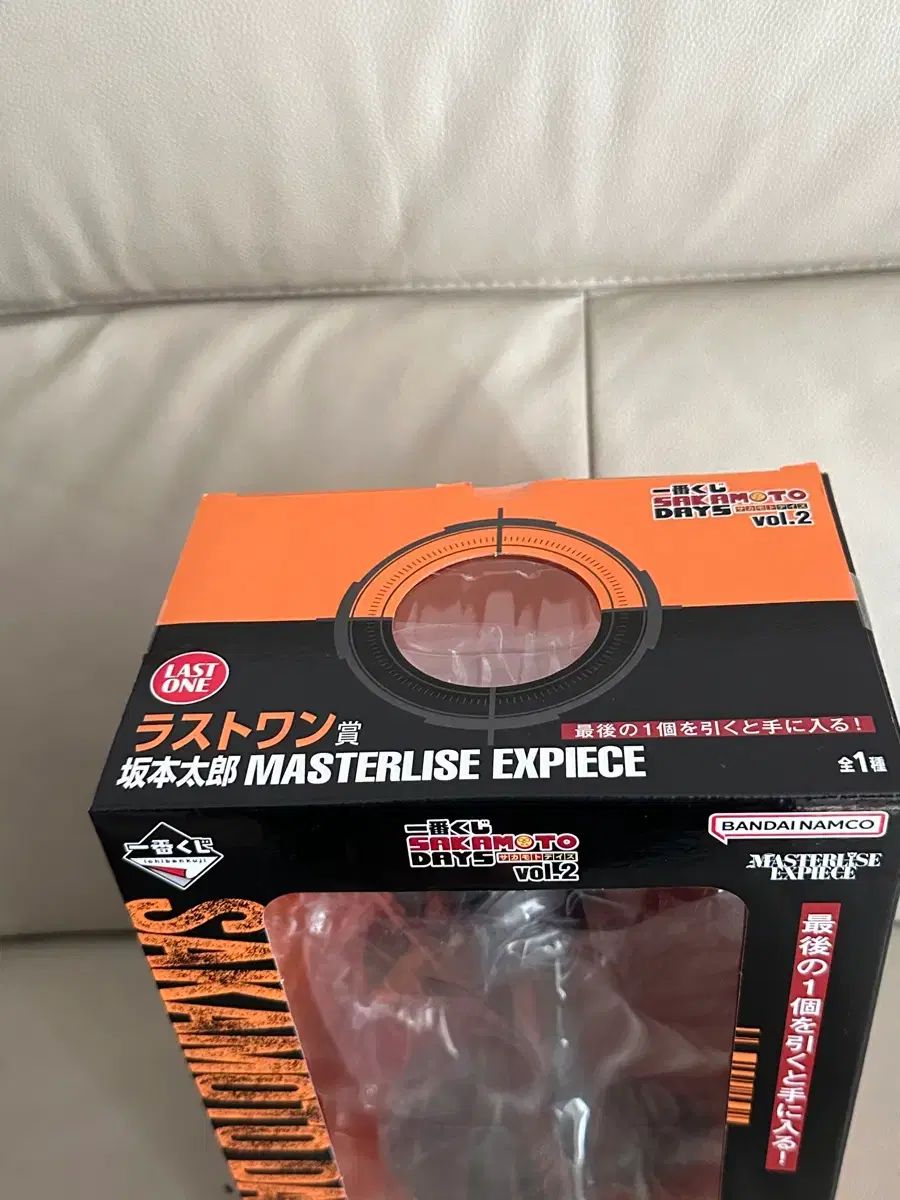 一番くじ
SAKAMOTO
DAYS サカモトデイズ
vol.2
LAST
ONE
ラストワン賞
最後の1個を引くと手に入る!
坂本太郎 MASTERLISE EXPIECE
全1種
一番くじ
ichibankuji
一番くじ
SAKAMOTO
DAYS サカモトデイズ
vol.2
BANDAI NAMCO
MASTERLISE
EXPIECE
SAKAMOTO
最後の1個を引くと手に入る!